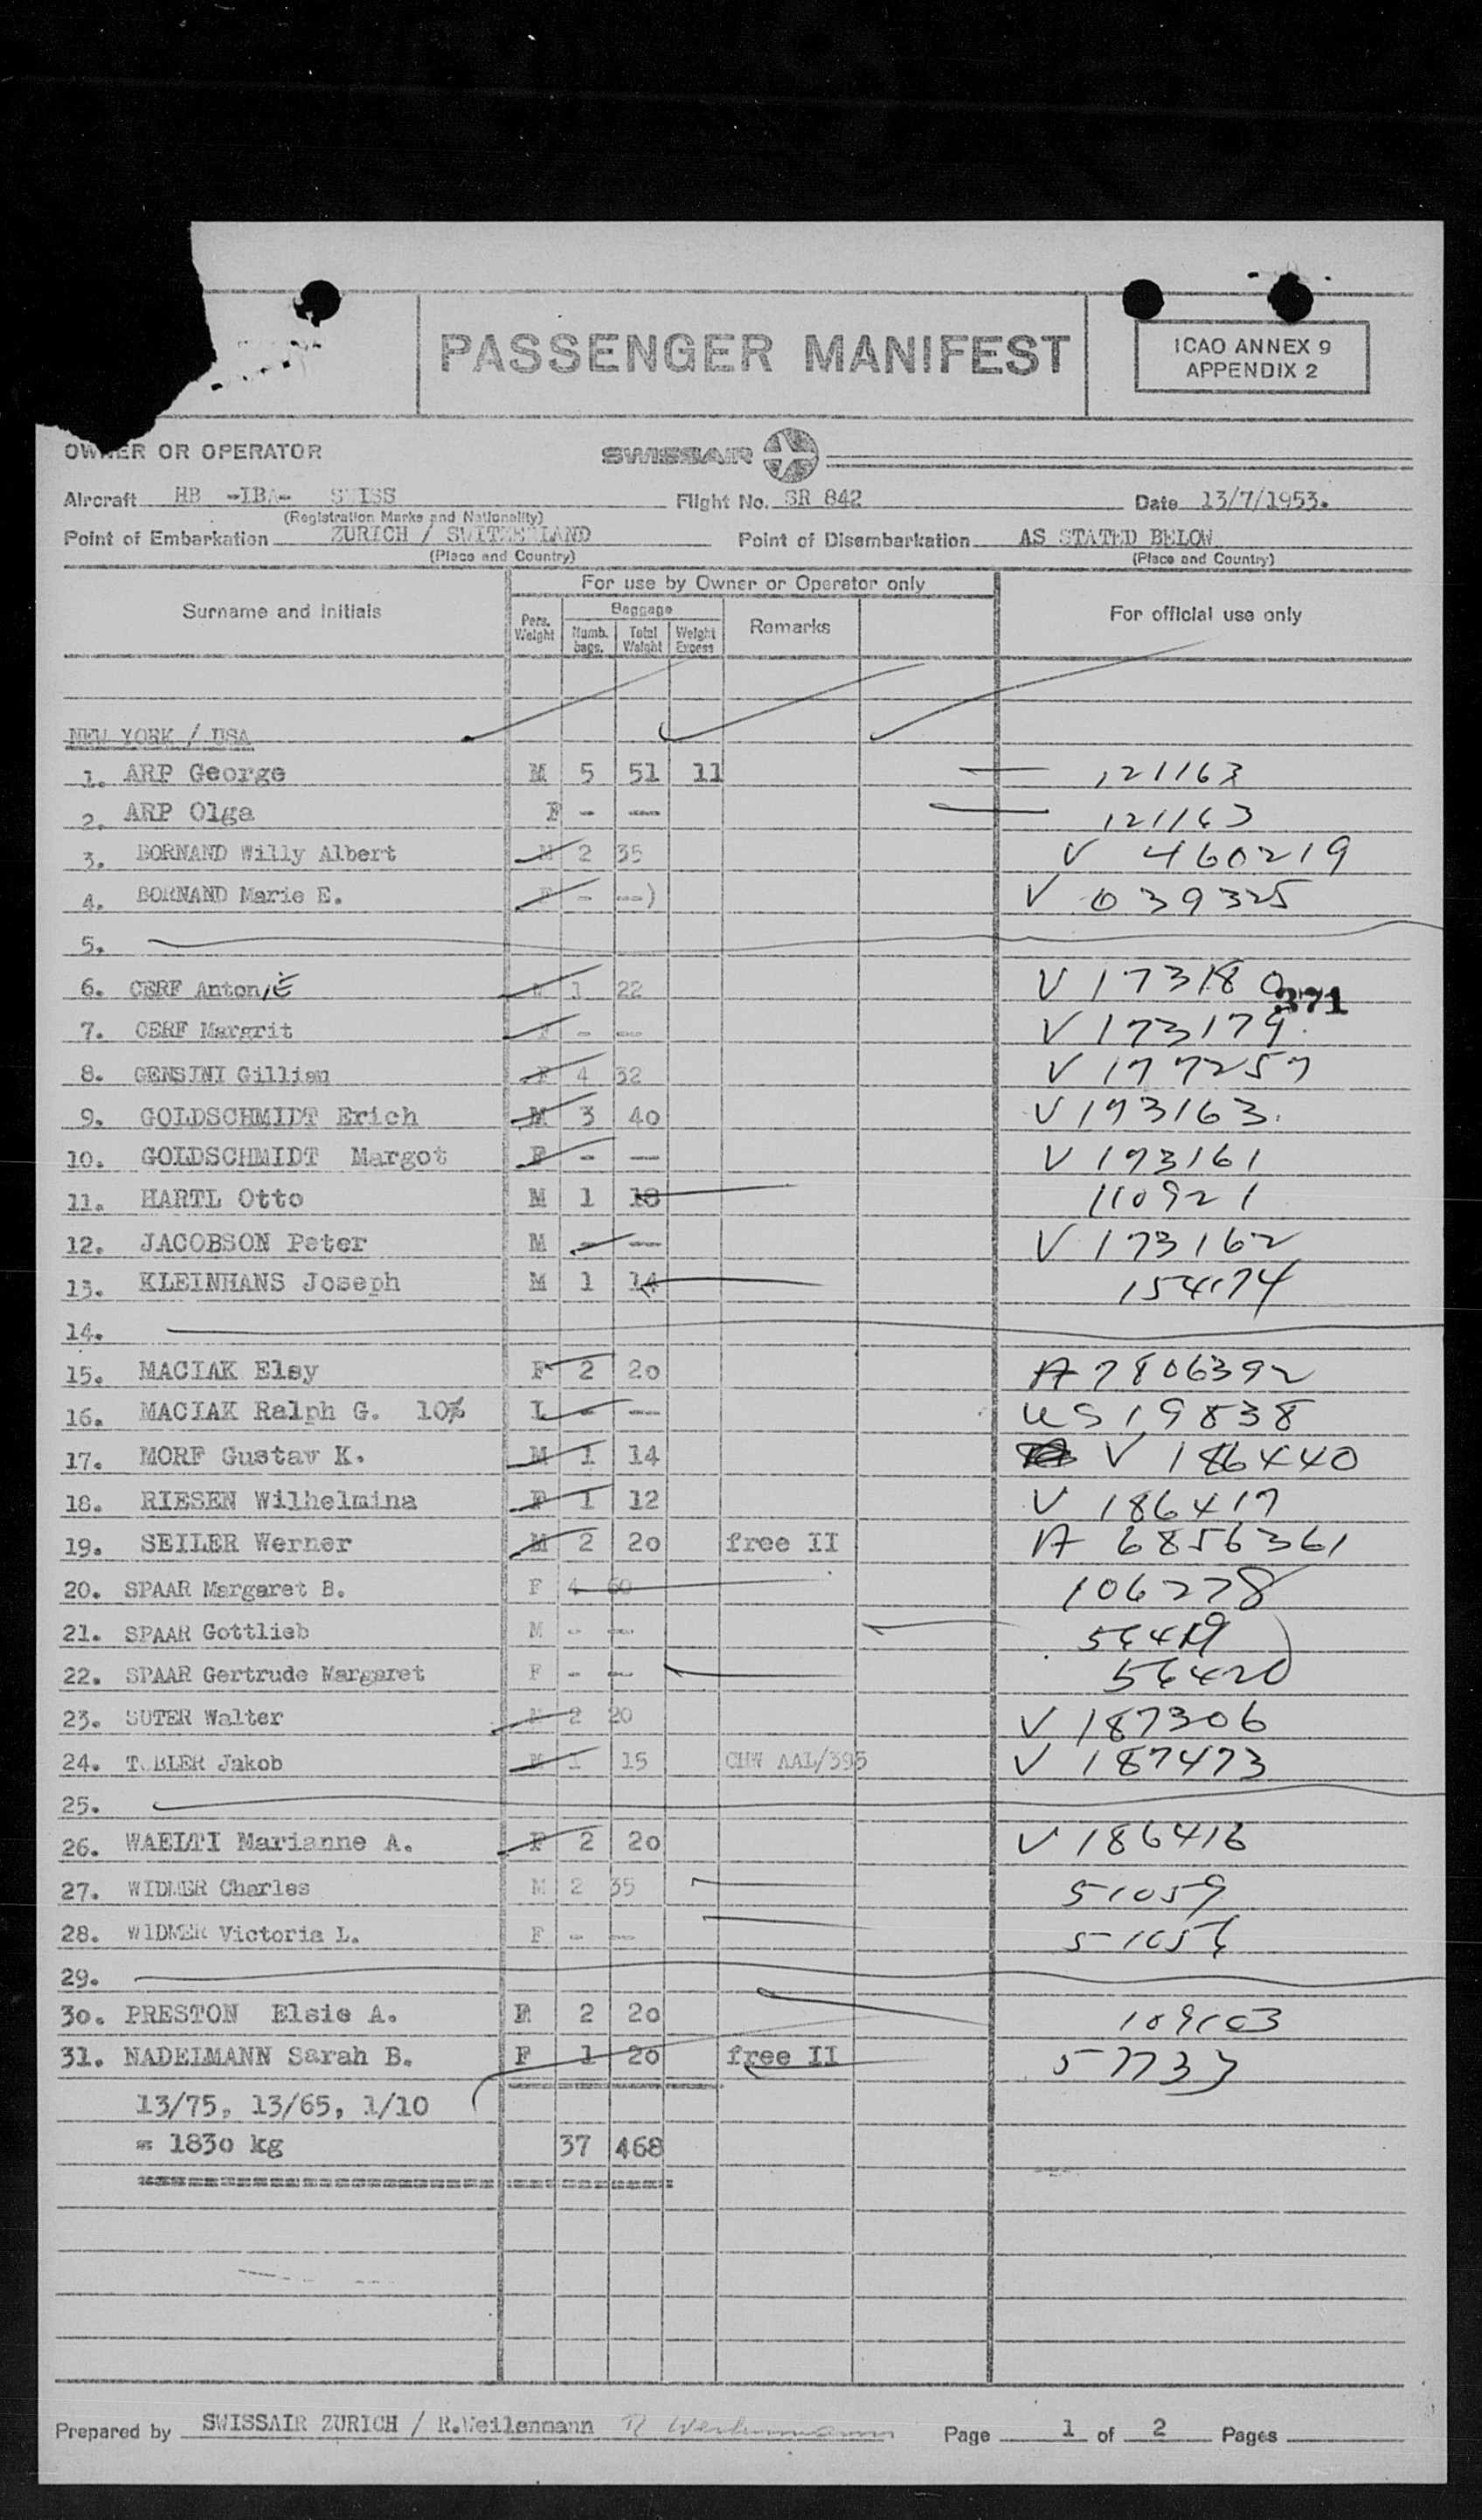 PASSENGER MANIFEST
ICAO ANNEX 9
APPENDIX 2
OWNER OR OPERATOR SWISSAIR
Aircraft HB -IBA- SWISS Flight No. SR 842 Date 13/7/1953.
(Registration Marks and Nationality)
Point of Embarkation ZURICH / SWITZERLAND Point of Disembarkation AS STATED BELOW
(Place and Country) (Place and Country)
For use by Owner or Operator only
Surname and Initials Pers. Weight Baggage Numb. bags. Total Weight Weight Excess Remarks For official use only
NEW YORK / USA
1. ARP George M 5 51 11 121163
2. ARP Olga F - -- 121163
3. BORNAND Willy Albert M 2 35 V 460219
4. BORNAND Marie E. F - --) V 039325
5.
6. CERF Antonie 1 22 V 173180
371
7. CERF Margrit F - -- V 173179
8. GENSINI Gillian F 4 32 V 177257
9. GOLDSCHMIDT Erich M 3 40 V 173163.
10. GOLDSCHMIDT Margot F - -- V 173161
11. HARTL Otto M 1 18 110921
12. JACOBSON Peter M - -- V 173162
13. KLEINHANS Joseph M 1 14 154174
14.
15. MACIAK Elsy F 2 20 A 7806392
16. MACIAK Ralph G. 10% I - -- US 19838
17. MORF Gustav K. M 1 14 V 186440
18. RIESEN Wilhelmina F 1 12 V 186417
19. SEILER Werner M 2 20 free II A 6856361
20. SPAAR Margaret B. F 4 60 106278
21. SPAAR Gottlieb M - -- 56419
22. SPAAR Gertrude Margaret F - -- 56420
23. SUTER Walter M 2 20 V 187306
24. TOBLER Jakob M 1 15 CHW AAL/395 V 187473
25.
26. WAELTI Marianne A. F 2 20 V 186416
27. WIDMER Charles M 2 35 51059
28. WIDMER Victoria L. F - -- 51056
29.
30. PRESTON Elsie A. F 2 20 109103
31. NADELMANN Sarah B. F 1 20 free II 57737
13/75, 13/65, 1/10
= 1830 kg 37 468
Prepared by SWISSAIR ZURICH / R.Weilenmann R Weilenmann Page 1 of 2 Pages